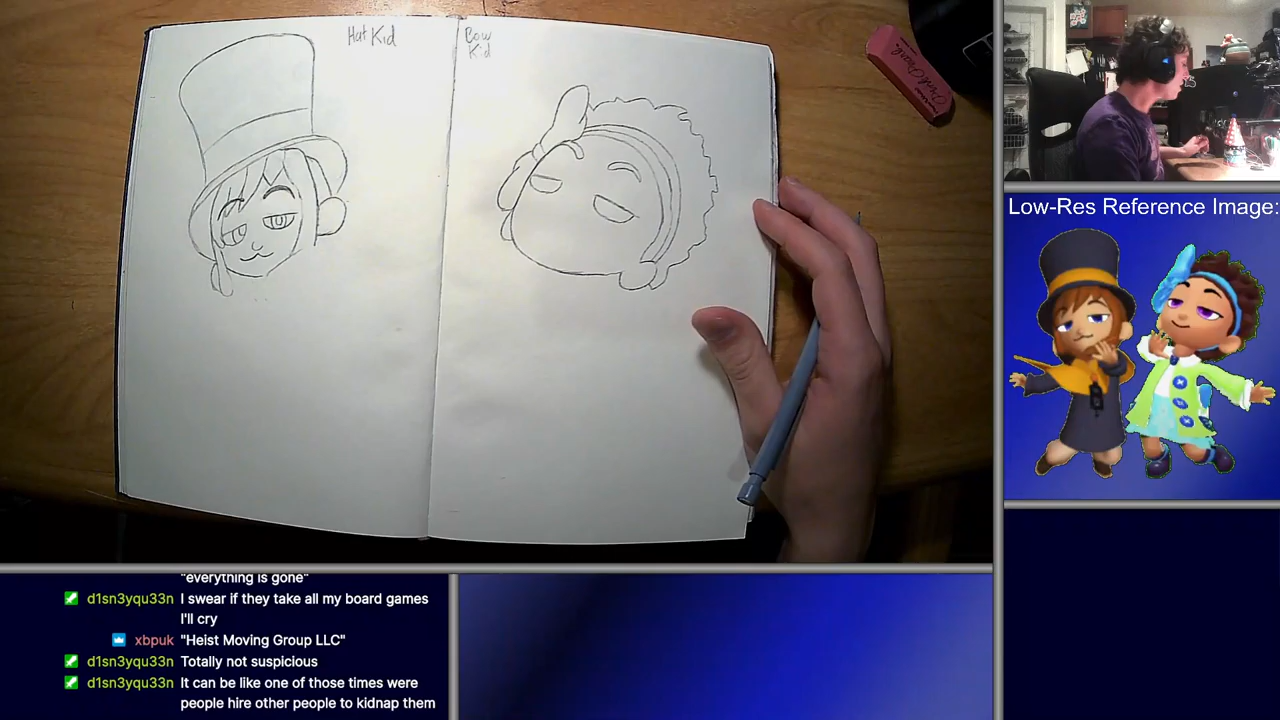 Hat Kid
Bow
Kid
Pink Pearl
Low-Res Reference Image:
"everything is gone"
d1sn3yqu33n I swear if they take all my board games
I'll cry
xbpuk "Heist Moving Group LLC"
d1sn3yqu33n Totally not suspicious
d1sn3yqu33n It can be like one of those times were
people hire other people to kidnap them